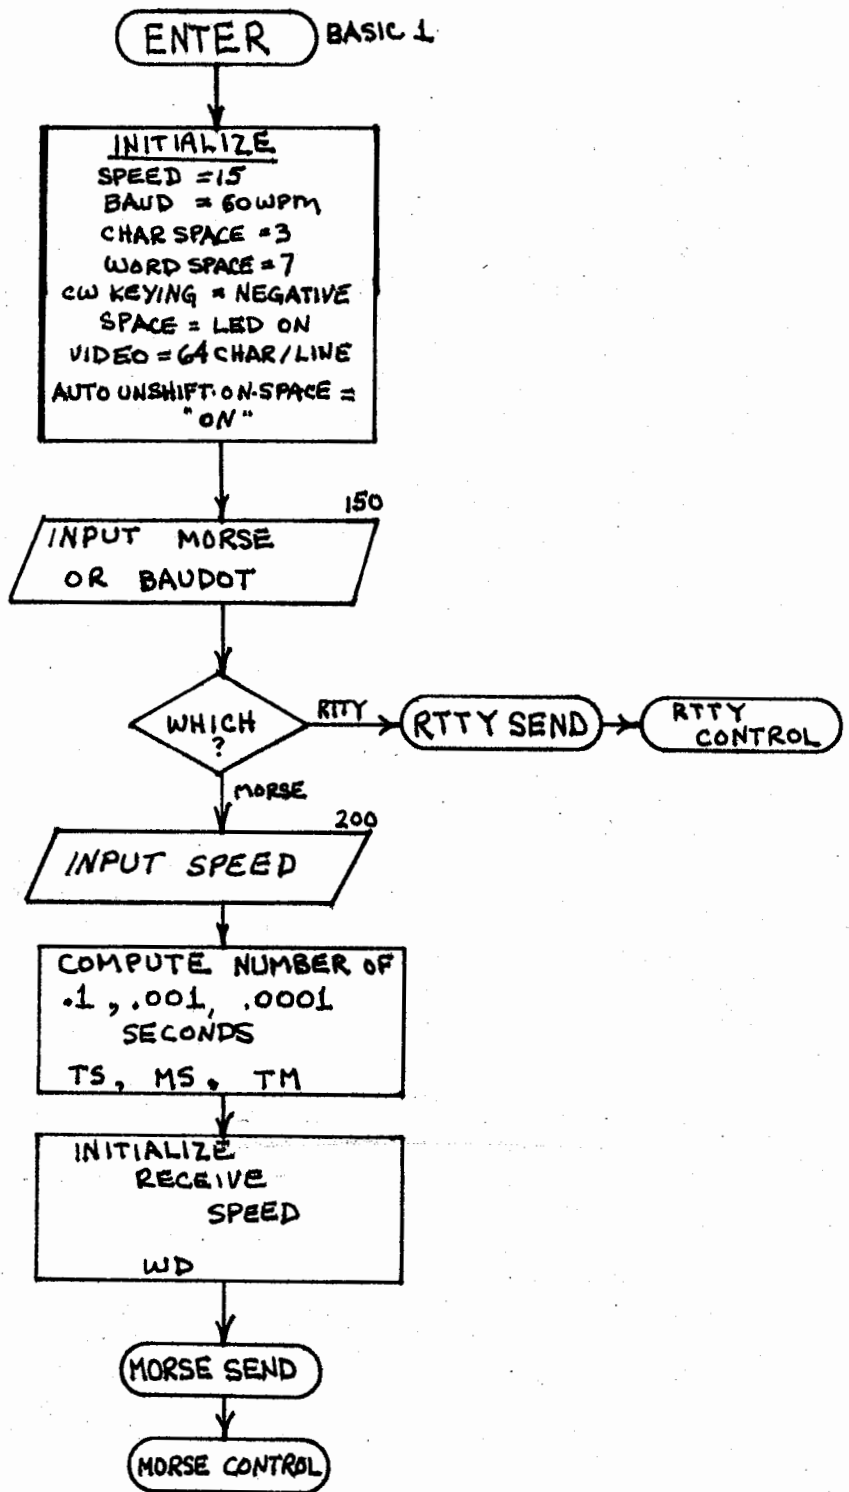 ENTER BASIC 1
INITIALIZE
SPEED = 15
BAUD = 60 WPM
CHAR SPACE = 3
WORD SPACE = 7
CW KEYING = NEGATIVE
SPACE = LED ON
VIDEO = 64 CHAR/LINE
AUTO UNSHIFT-ON-SPACE =
"ON"
150
INPUT MORSE
OR BAUDOT
WHICH
?
RTTY
RTTY SEND
RTTY
CONTROL
MORSE
200
INPUT SPEED
COMPUTE NUMBER OF
.1, .001, .0001
SECONDS
TS, MS, TM
INITIALIZE
RECEIVE
SPEED
WD
MORSE SEND
MORSE CONTROL